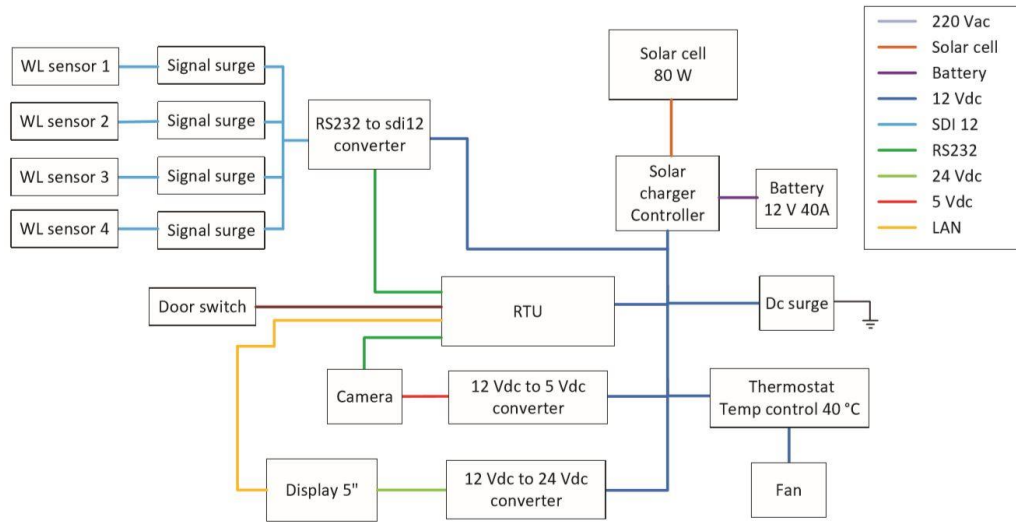 WL sensor 1
Signal surge
WL sensor 2
Signal surge
WL sensor 3
Signal surge
WL sensor 4
Signal surge
RS232 to sdi12
converter
Solar cell
80 W
Solar
charger
Controller
Battery
12 V 40A
220 Vac
Solar cell
Battery
12 Vdc
SDI 12
RS232
24 Vdc
5 Vdc
LAN
Door switch
RTU
Dc surge
Camera
12 Vdc to 5 Vdc
converter
Thermostat
Temp control 40 °C
Display 5"
12 Vdc to 24 Vdc
converter
Fan